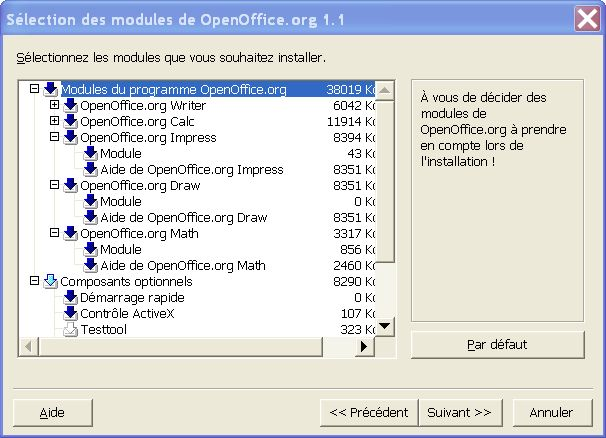 Sélection des modules de OpenOffice.org 1.1
Sélectionnez les modules que vous souhaitez installer.
Modules du programme OpenOffice.org 38019 Ko
OpenOffice.org Writer 6042 Ko
OpenOffice.org Calc 11914 Ko
OpenOffice.org Impress 8394 Ko
Module 43 Ko
Aide de OpenOffice.org Impress 8351 Ko
OpenOffice.org Draw 8351 Ko
Module 0 Ko
Aide de OpenOffice.org Draw 8351 Ko
OpenOffice.org Math 3317 Ko
Module 856 Ko
Aide de OpenOffice.org Math 2460 Ko
Composants optionnels 8290 Ko
Démarrage rapide 0 Ko
Contrôle ActiveX 107 Ko
Testtool 323 Ko
À vous de décider des
modules de
OpenOffice.org à prendre
en compte lors de
l'installation !
Par défaut
Aide
<< Précédent
Suivant >>
Annuler